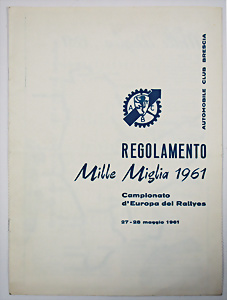 AUTOMOBILE CLUB BRESCIA
A C
B
REGOLAMENTO
Mille Miglia 1961
Campionato
d'Europa dei Rallyes
27-28 maggio 1961